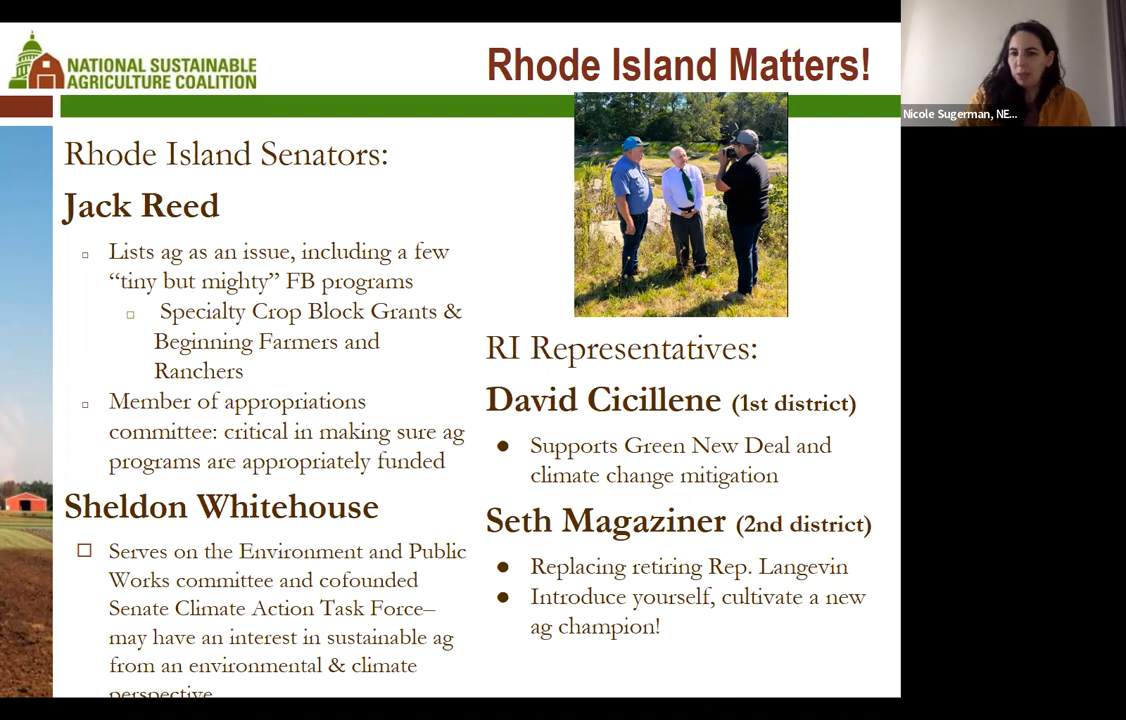 NATIONAL SUSTAINABLE
AGRICULTURE COALITION
Rhode Island Matters!
Nicole Sugerman, NE...
Rhode Island Senators:
Jack Reed
Lists ag as an issue, including a few
“tiny but mighty” FB programs
Specialty Crop Block Grants &
Beginning Farmers and
Ranchers
Member of appropriations
committee: critical in making sure ag
programs are appropriately funded
Sheldon Whitehouse
Serves on the Environment and Public
Works committee and cofounded
Senate Climate Action Task Force–
may have an interest in sustainable ag
from an environmental & climate
perspective
RI Representatives:
David Cicillene (1st district)
Supports Green New Deal and
climate change mitigation
Seth Magaziner (2nd district)
Replacing retiring Rep. Langevin
Introduce yourself, cultivate a new
ag champion!